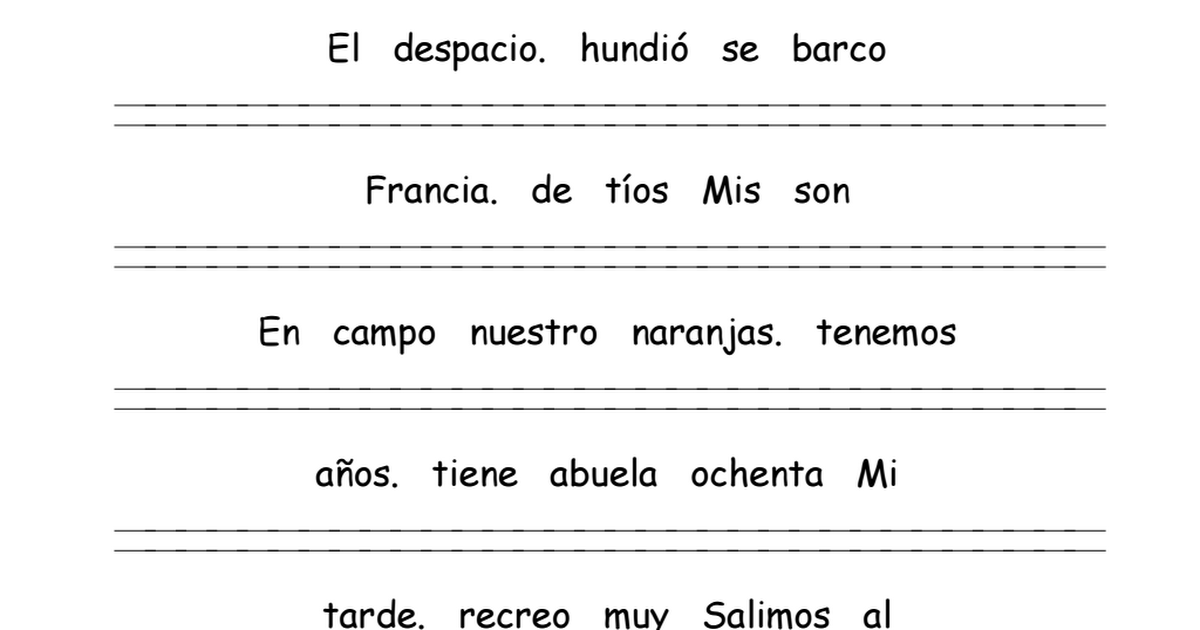 El despacio. hundió se barco
Francia. de tíos Mis son
En campo nuestro naranjas. tenemos
años. tiene abuela ochenta Mi
tarde. recreo muy Salimos al